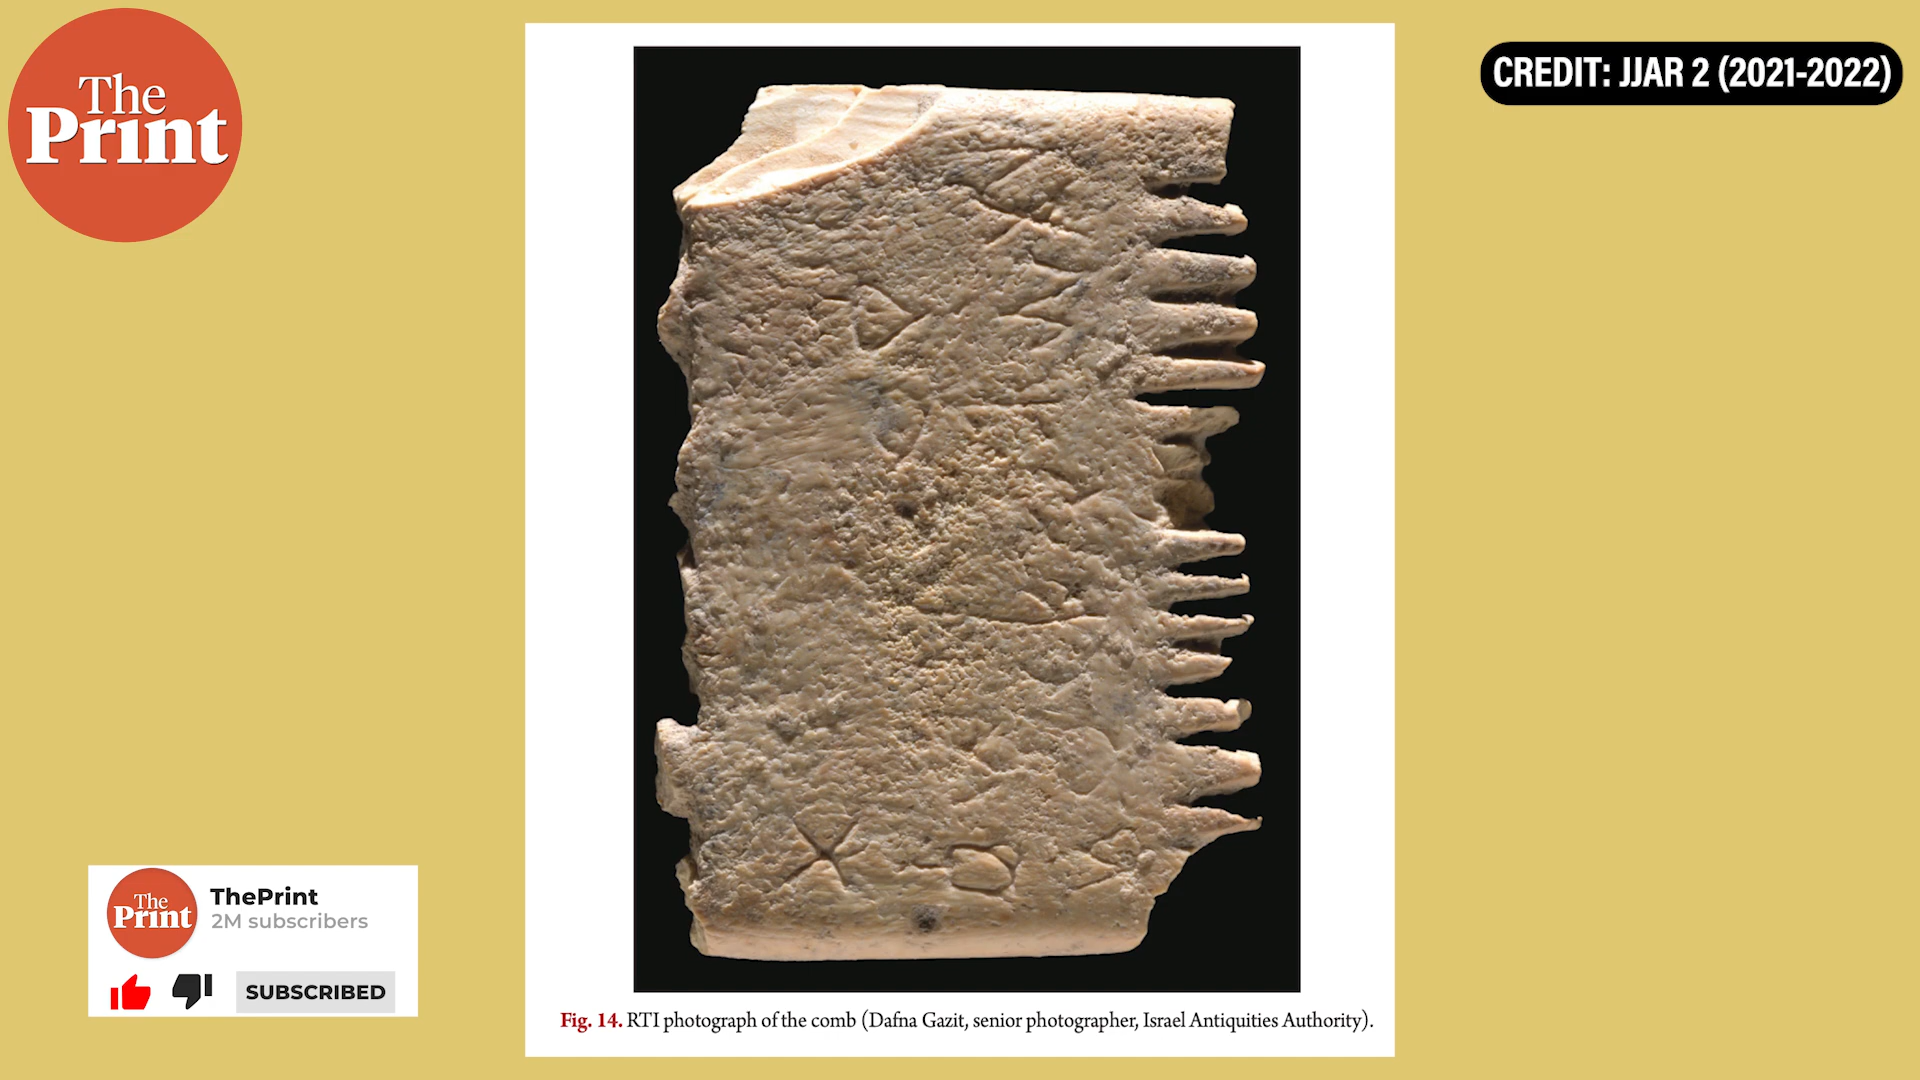 The
Print
CREDIT: JJAR 2 (2021-2022)
The
Print
ThePrint
2M subscribers
SUBSCRIBED
Fig. 14. RTI photograph of the comb (Dafna Gazit, senior photographer, Israel Antiquities Authority).